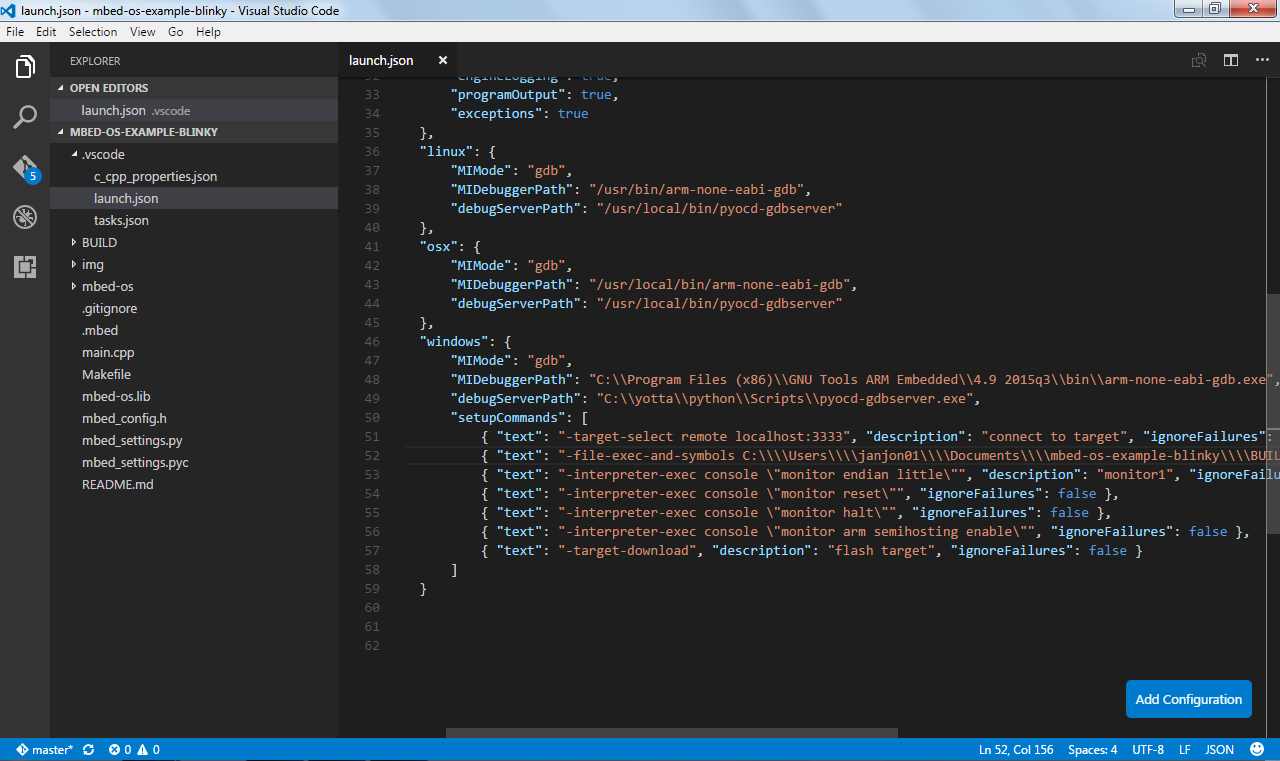 launch.json - mbed-os-example-blinky - Visual Studio Code
File Edit Selection View Go Help
EXPLORER
OPEN EDITORS
launch.json .vscode
MBED-OS-EXAMPLE-BLINKY
.vscode
c_cpp_properties.json
launch.json
tasks.json
BUILD
img
mbed-os
.gitignore
.mbed
main.cpp
Makefile
mbed-os.lib
mbed_config.h
mbed_settings.py
mbed_settings.pyc
README.md
5
launch.json
32 "engineLogging": true,
33 "programOutput": true,
34 "exceptions": true
35 },
36 "linux": {
37 "MIMode": "gdb",
38 "MIDebuggerPath": "/usr/bin/arm-none-eabi-gdb",
39 "debugServerPath": "/usr/local/bin/pyocd-gdbserver"
40 },
41 "osx": {
42 "MIMode": "gdb",
43 "MIDebuggerPath": "/usr/local/bin/arm-none-eabi-gdb",
44 "debugServerPath": "/usr/local/bin/pyocd-gdbserver"
45 },
46 "windows": {
47 "MIMode": "gdb",
48 "MIDebuggerPath": "C:\\Program Files (x86)\\GNU Tools ARM Embedded\\4.9 2015q3\\bin\\arm-none-eabi-gdb.exe",
49 "debugServerPath": "C:\\yotta\\python\\Scripts\\pyocd-gdbserver.exe",
50 "setupCommands": [
51 { "text": "-target-select remote localhost:3333", "description": "connect to target", "ignoreFailures":
52 { "text": "-file-exec-and-symbols C:\\\\Users\\\\janjon01\\\\Documents\\\\mbed-os-example-blinky\\\\BUIL
53 { "text": "-interpreter-exec console \"monitor endian little\"", "description": "monitor1", "ignoreFailu
54 { "text": "-interpreter-exec console \"monitor reset\"", "ignoreFailures": false },
55 { "text": "-interpreter-exec console \"monitor halt\"", "ignoreFailures": false },
56 { "text": "-interpreter-exec console \"monitor arm semihosting enable\"", "ignoreFailures": false },
57 { "text": "-target-download", "description": "flash target", "ignoreFailures": false }
58 ]
59 }
60
61
62
Add Configuration
master* 0 0 Ln 52, Col 156 Spaces: 4 UTF-8 LF JSON